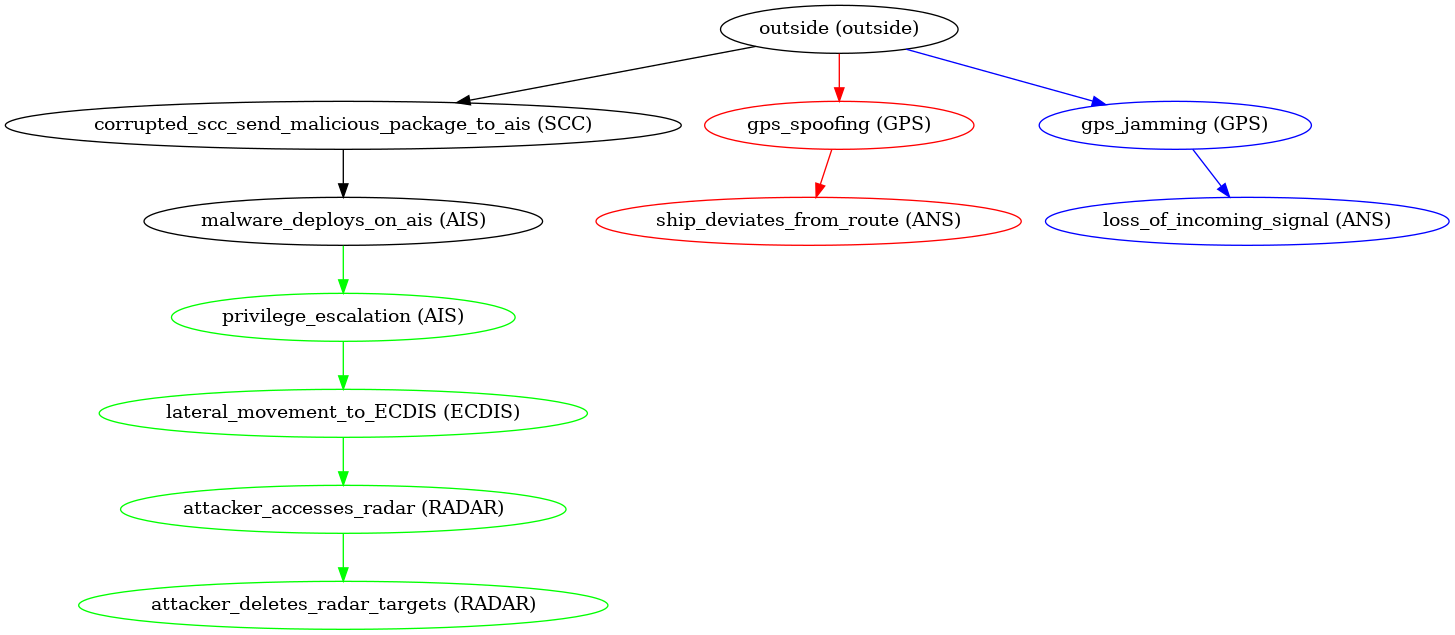 outside (outside)
corrupted_scc_send_malicious_package_to_ais (SCC)
gps_spoofing (GPS)
gps_jamming (GPS)
malware_deploys_on_ais (AIS)
ship_deviates_from_route (ANS)
loss_of_incoming_signal (ANS)
privilege_escalation (AIS)
lateral_movement_to_ECDIS (ECDIS)
attacker_accesses_radar (RADAR)
attacker_deletes_radar_targets (RADAR)